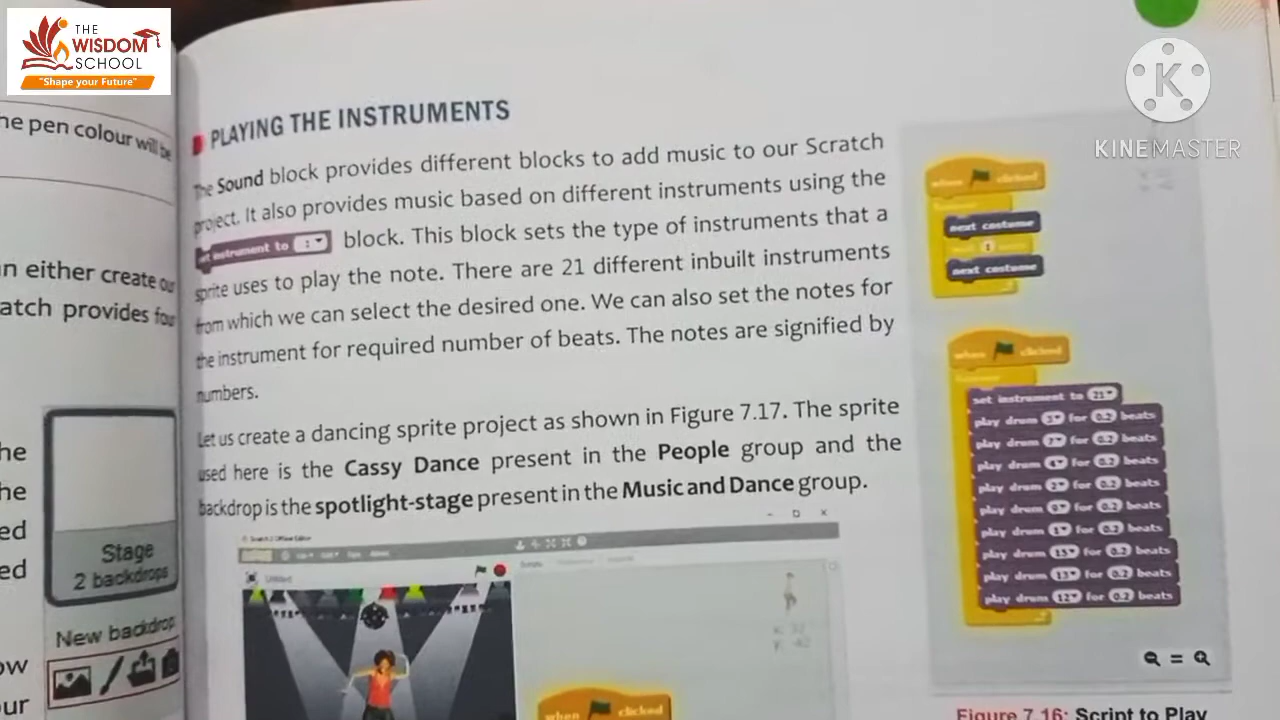 THE
WISDOM
SCHOOL
"Shape your Future"
K
KINEMASTER
he pen colour will be
n either create our
atch provides four
he
he
ed
ed
Stage
2 backdrops
New backdrop
ow
our
PLAYING THE INSTRUMENTS
The Sound block provides different blocks to add music to our Scratch
project. It also provides music based on different instruments using the
set instrument to 1 block. This block sets the type of instruments that a
sprite uses to play the note. There are 21 different inbuilt instruments
from which we can select the desired one. We can also set the notes for
the instrument for required number of beats. The notes are signified by
numbers.
Let us create a dancing sprite project as shown in Figure 7.17. The sprite
used here is the Cassy Dance present in the People group and the
backdrop is the spotlight-stage present in the Music and Dance group.
Scratch 2 Offline Editor
Untitled
when clicked
when clicked
next costume
1
next costume
when clicked
set instrument to 21
play drum for 0.2 beats
play drum for 0.2 beats
play drum for 0.2 beats
play drum for 0.2 beats
play drum for 0.2 beats
play drum for 0.2 beats
play drum 15 for 0.2 beats
play drum 13 for 0.2 beats
play drum 12 for 0.2 beats
Figure 7.16: Script to Play